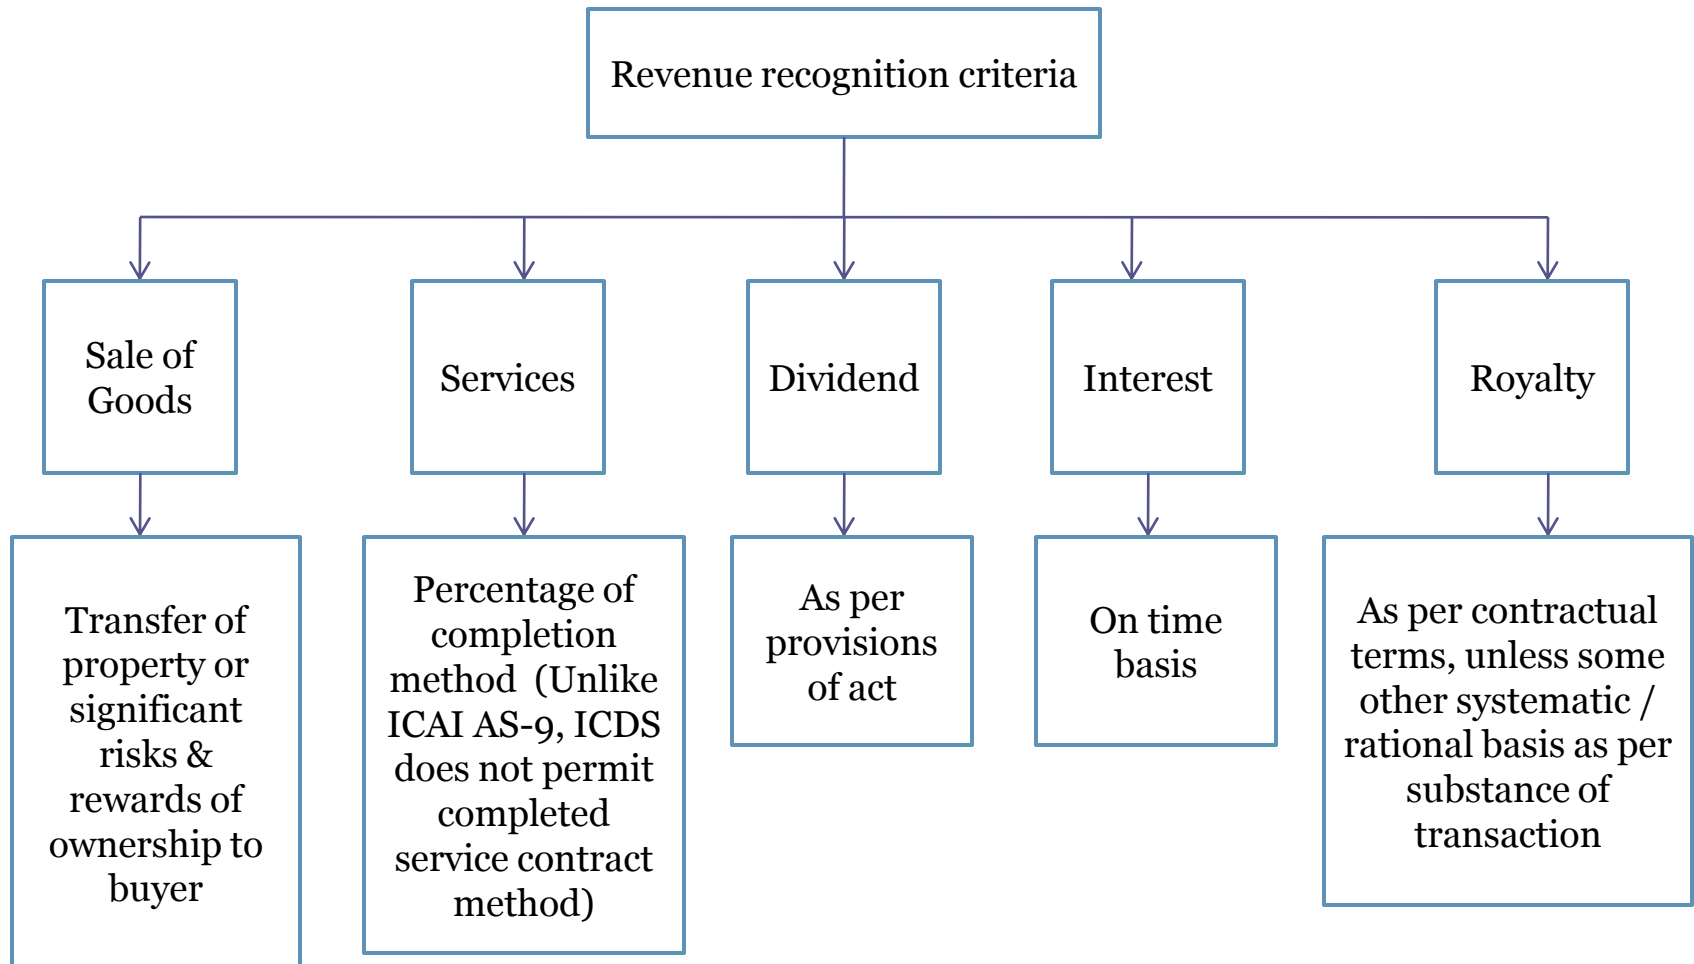 Revenue recognition criteria
Sale of
Goods
Services
Dividend
Interest
Royalty
Transfer of
property or
significant
risks &
rewards of
ownership to
buyer
Percentage of
completion
method (Unlike
ICAI AS-9, ICDS
does not permit
completed
service contract
method)
As per
provisions
of act
On time
basis
As per contractual
terms, unless some
other systematic /
rational basis as per
substance of
transaction